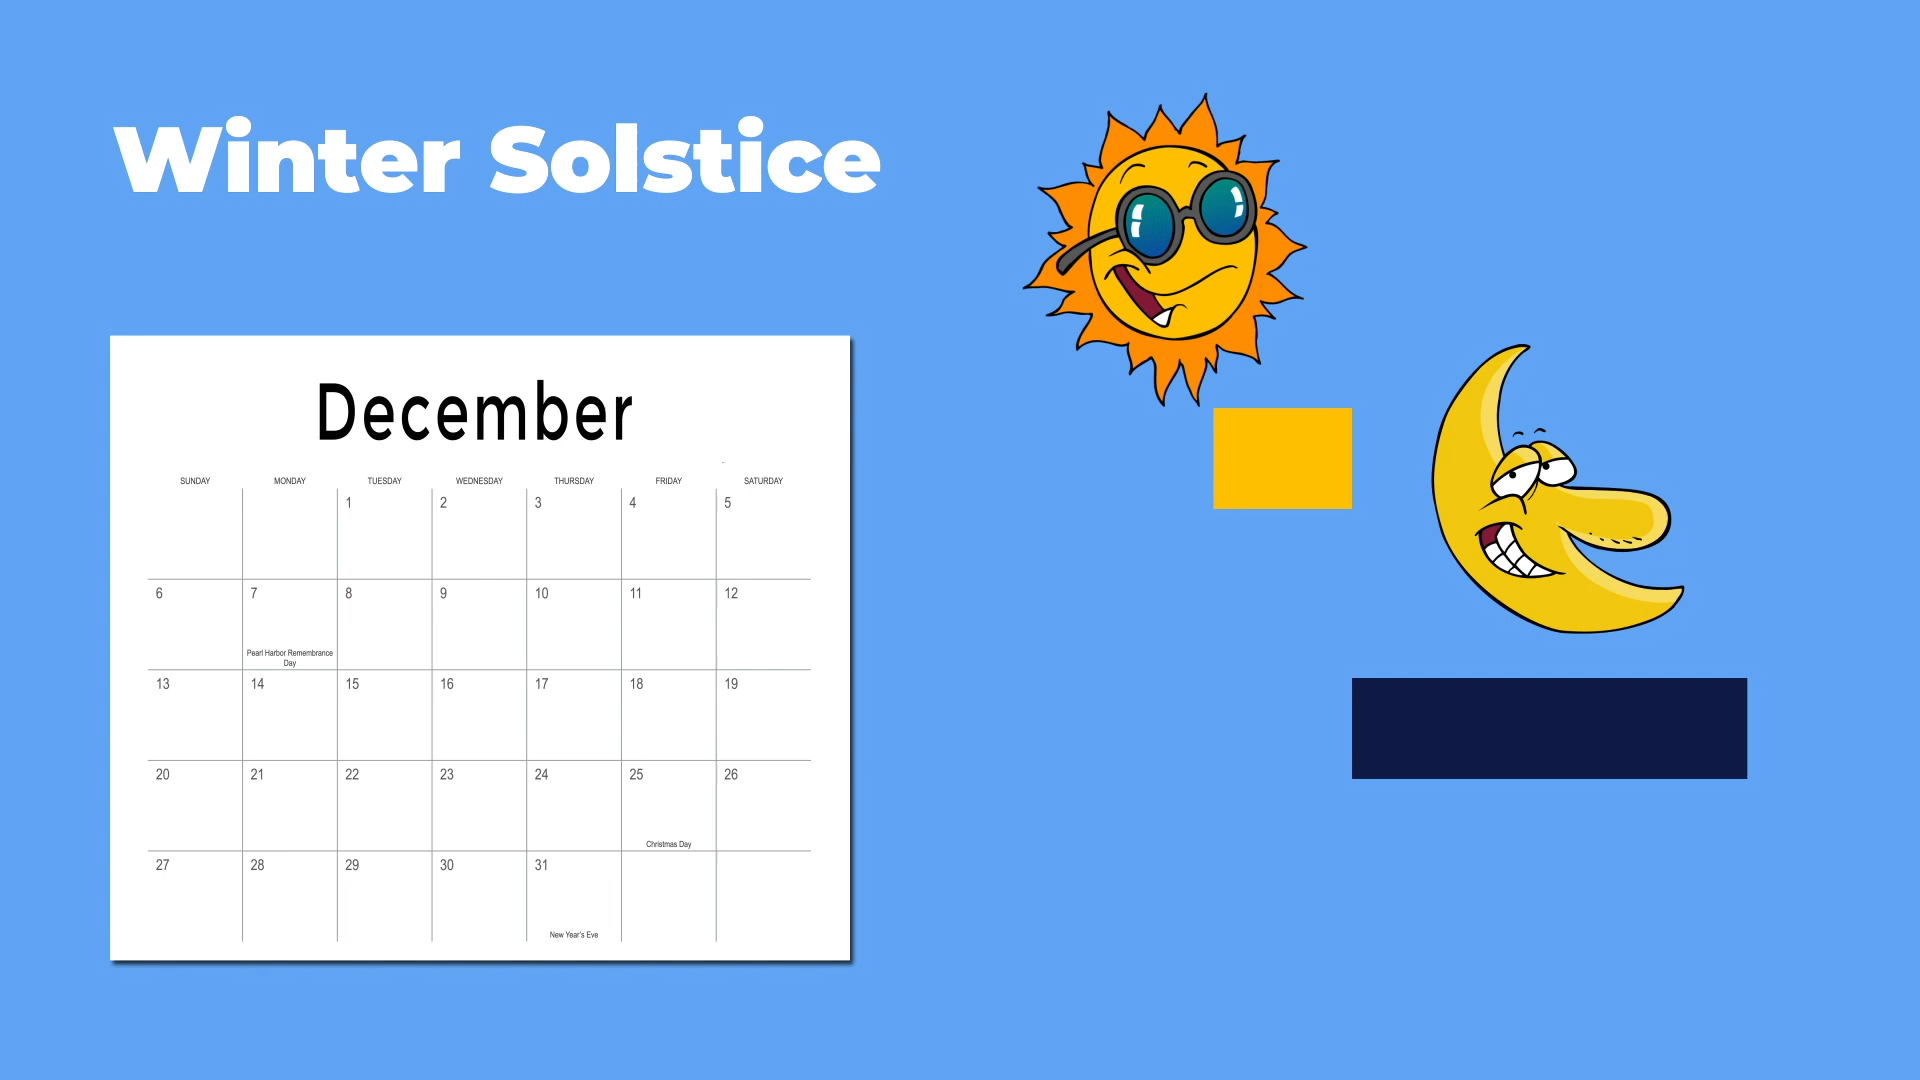 Winter Solstice
December
SUNDAY MONDAY TUESDAY WEDNESDAY THURSDAY FRIDAY SATURDAY
1 2 3 4 5
6 7 8 9 10 11 12
Pearl Harbor Remembrance
Day
13 14 15 16 17 18 19
20 21 22 23 24 25 26
Christmas Day
27 28 29 30 31
New Year's Eve